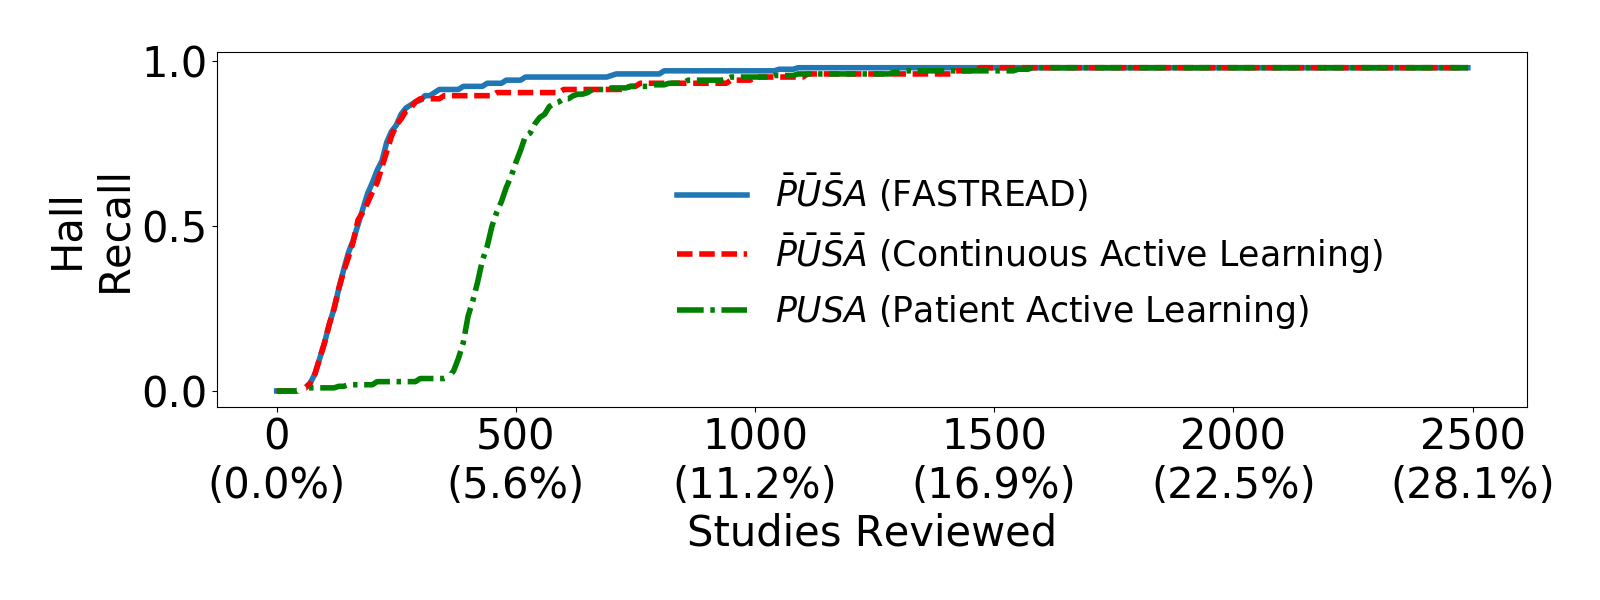 Hall
Recall
1.0
0.5
0.0
P̄ŪS̄A (FASTREAD)
P̄ŪS̄Ā (Continuous Active Learning)
PUSA (Patient Active Learning)
0 500 1000 1500 2000 2500
(0.0%) (5.6%) (11.2%) (16.9%) (22.5%) (28.1%)
Studies Reviewed